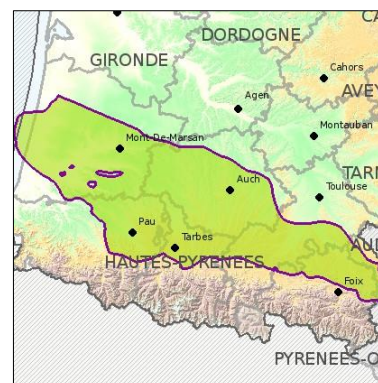 CA
DORDOGNE
GIRONDE
Cahors
AVEY
Agen
Montauban
Mont-De-Marsan
TARN
Auch
Toulouse
Pau
Tarbes
AU
HAUTES-PYRENEES
Foix
PYRENEES-O